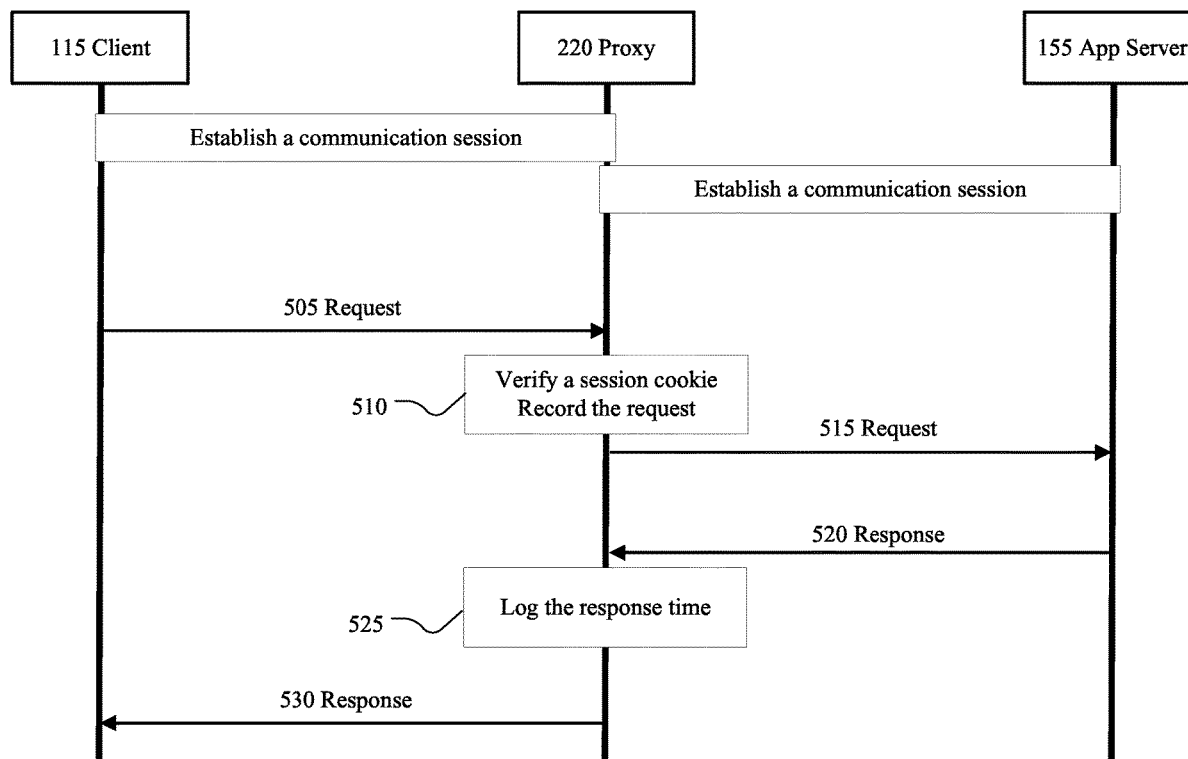 115 Client
220 Proxy
155 App Server
Establish a communication session
Establish a communication session
505 Request
510
Verify a session cookie
Record the request
515 Request
520 Response
525
Log the response time
530 Response